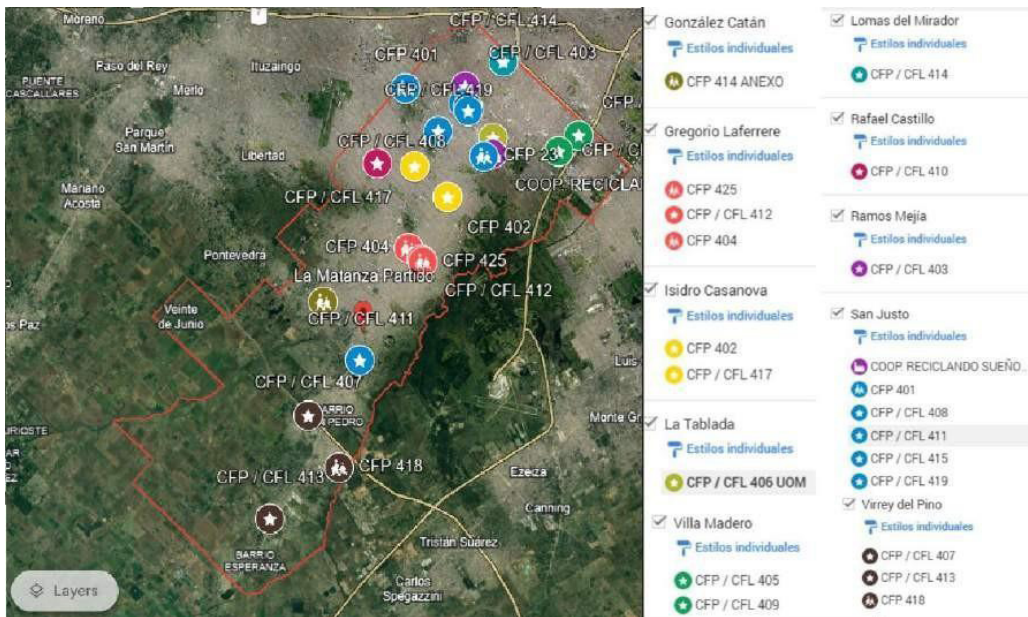 CFP / CFL 414
Moreno
CFP 401
CFP / CFL 403
Paso del Rey
Ituzaingó
PUENTE
CASCALLARES
Merlo
CFP / CFL 419
Parque
San Martín
CFP / CFL 408
Libertad
CFP 23
Mariano
Acosta
COOP RECICLA
CFP / CFL 417
CFP 402
Pontevedra
CFP 404
CFP 425
La Matanza Partido
CFP / CFL 412
Veinte
de Junio
CFP / CFL 411
os Paz
Luis
CFP / CFL 407
BARRIO
PEDRO
Monte Gr
CFP 418
CFP / CFL 413
Ezeiza
Canning
Tristán Suárez
BARRIO
ESPERANZA
Carlos
Spegazzini
Layers
González Catán
Estilos individuales
CFP 414 ANEXO
Gregorio Laferrere
Estilos individuales
CFP 425
CFP / CFL 412
CFP 404
Isidro Casanova
Estilos individuales
CFP 402
CFP / CFL 417
La Tablada
Estilos individuales
CFP / CFL 406 UOM
Villa Madero
Estilos individuales
CFP / CFL 405
CFP / CFL 409
Lomas del Mirador
Estilos individuales
CFP / CFL 414
Rafael Castillo
Estilos individuales
CFP / CFL 410
Ramos Mejía
Estilos individuales
CFP / CFL 403
San Justo
Estilos individuales
COOP RECICLANDO SUEÑO...
CFP 401
CFP / CFL 408
CFP / CFL 411
CFP / CFL 415
CFP / CFL 419
Virrey del Pino
Estilos individuales
CFP / CFL 407
CFP / CFL 413
CFP 418